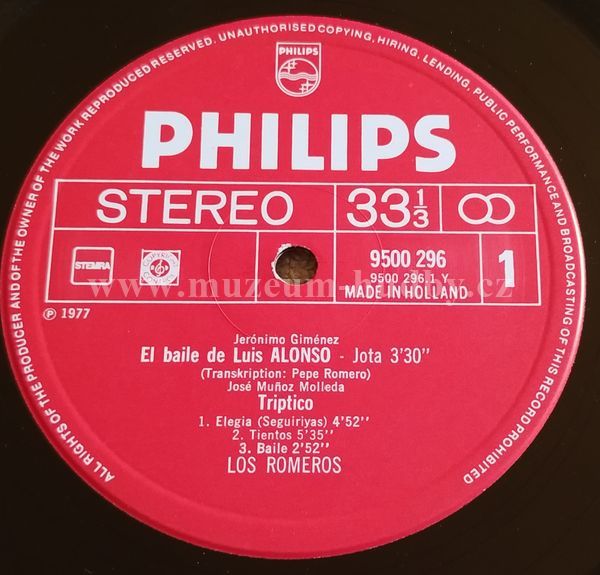 ALL RIGHTS OF THE PRODUCER AND OF THE OWNER OF THE WORK REPRODUCED RESERVED. UNAUTHORISED COPYING, HIRING, LENDING, PUBLIC PERFORMANCE AND BROADCASTING OF THIS RECORD PROHIBITED
PHILIPS
PHILIPS
STEREO 33 1/3
STEMRA
9500 296
9500 296.1 Y
MADE IN HOLLAND
1
www.muzeum-hudby.cz
℗ 1977
Jerónimo Giménez
El baile de Luis ALONSO - Jota 3'30''
(Transkription: Pepe Romero)
José Muñoz Molleda
Triptico
1. Elegia (Seguiriyas) 4'52''
2. Tientos 5'35''
3. Baile 2'52''
LOS ROMEROS